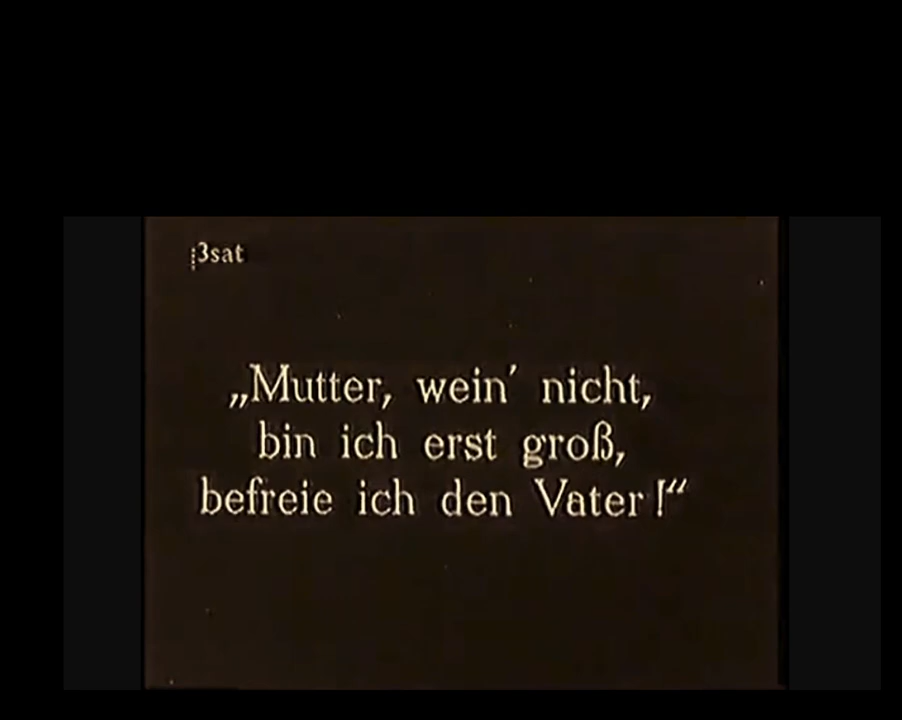 3sat
„Mutter, wein' nicht,
bin ich erst groß,
befreie ich den Vater!“